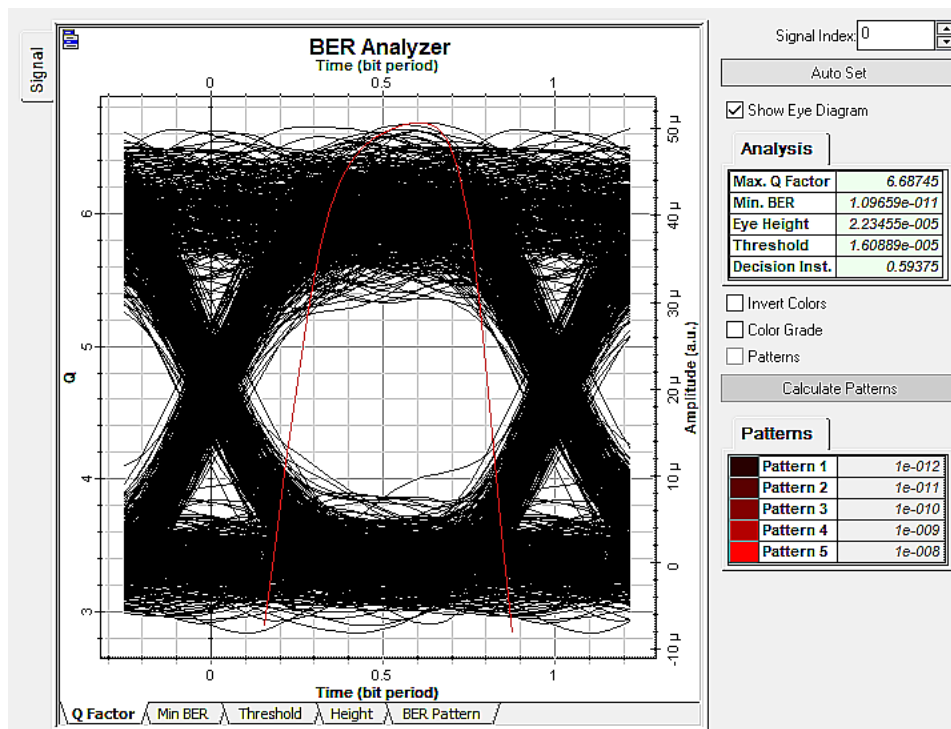 Signal
BER Analyzer
Time (bit period)
0 0.5 1
Q
6
5
4
3
Amplitude (a.u.)
50 µ
40 µ
30 µ
20 µ
10 µ
0
-10 µ
0 0.5 1
Time (bit period)
Q Factor Min BER Threshold Height BER Pattern
Signal Index: 0
Auto Set
Show Eye Diagram
Analysis
Max. Q Factor 6.68745
Min. BER 1.09659e-011
Eye Height 2.23455e-005
Threshold 1.60889e-005
Decision Inst. 0.59375
Invert Colors
Color Grade
Patterns
Calculate Patterns
Patterns
Pattern 1 1e-012
Pattern 2 1e-011
Pattern 3 1e-010
Pattern 4 1e-009
Pattern 5 1e-008